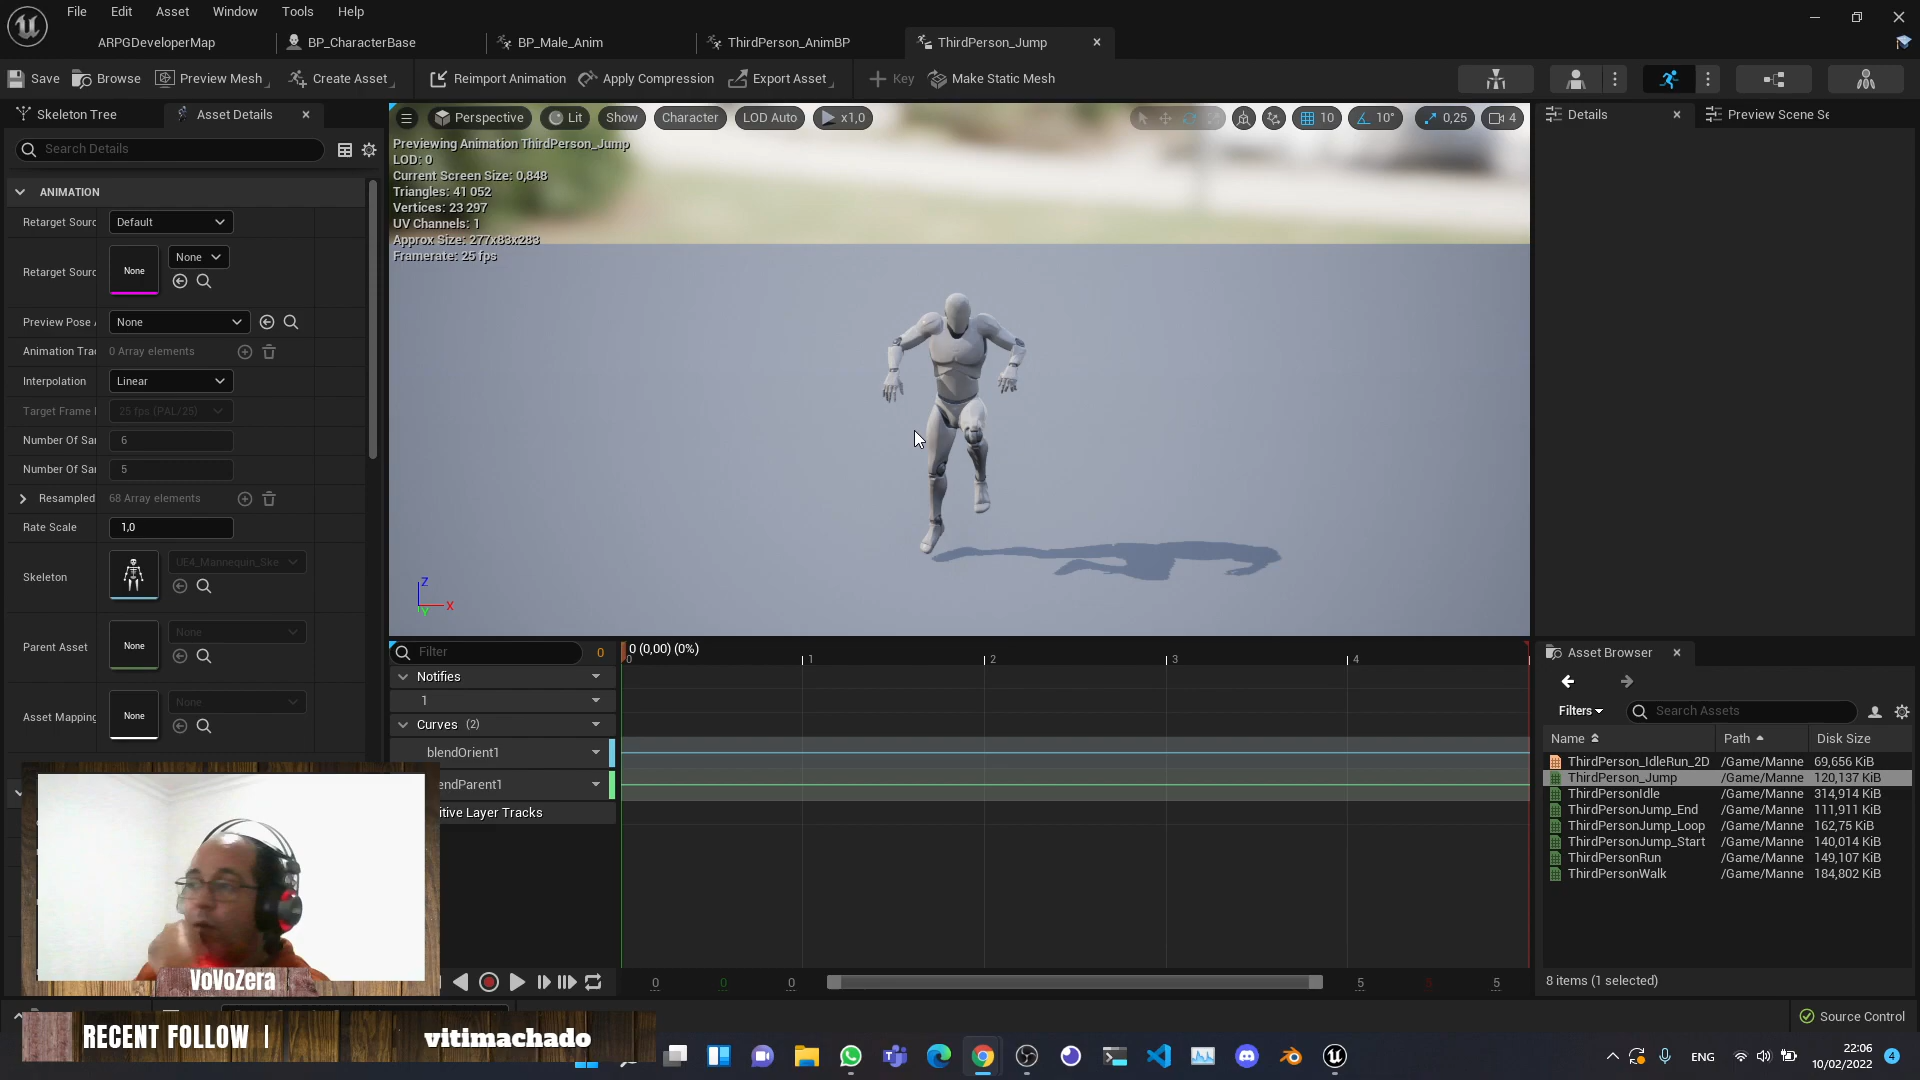 File Edit Asset Window Tools Help
ARPGDeveloperMap BP_CharacterBase BP_Male_Anim ThirdPerson_AnimBP ThirdPerson_Jump
Save Browse Preview Mesh Create Asset Reimport Animation Apply Compression Export Asset Key Make Static Mesh
Skeleton Tree Asset Details
Search Details
ANIMATION
Retarget Sourc Default
Retarget Sourc None None
Preview Pose None
Animation Trac 0 Array elements
Interpolation Linear
Target Frame 25 fps (PAL/25)
Number Of Sa 6
Number Of Sa 5
Resampled 68 Array elements
Rate Scale 1,0
Skeleton UE4_Mannequin_Ske
Parent Asset None None
Asset Mapping None None
Perspective Lit Show Character LOD Auto x1,0 10 10° 0,25 4
Previewing Animation ThirdPerson_Jump
LOD: 0
Current Screen Size: 0,848
Triangles: 41 052
Vertices: 23 297
UV Channels: 1
Approx Size: 277x83x283
Framerate: 25 fps
Z
X
Y
Filter 0 0 (0,00) (0%)
0 1 2 3 4
Notifies
1
Curves (2)
blendOrient1
endParent1
itive Layer Tracks
0 0 0 5 5 5
Details Preview Scene Se
Asset Browser
Filters Search Assets
Name Path Disk Size
ThirdPerson_IdleRun_2D /Game/Manne 69,656 KiB
ThirdPerson_Jump /Game/Manne 120,137 KiB
ThirdPersonIdle /Game/Manne 314,914 KiB
ThirdPersonJump_End /Game/Manne 111,911 KiB
ThirdPersonJump_Loop /Game/Manne 162,75 KiB
ThirdPersonJump_Start /Game/Manne 140,014 KiB
ThirdPersonRun /Game/Manne 149,107 KiB
ThirdPersonWalk /Game/Manne 184,802 KiB
8 items (1 selected)
Source Control
VoVoZera
RECENT FOLLOW | vitimachado
ENG 22:06
10/02/2022 4